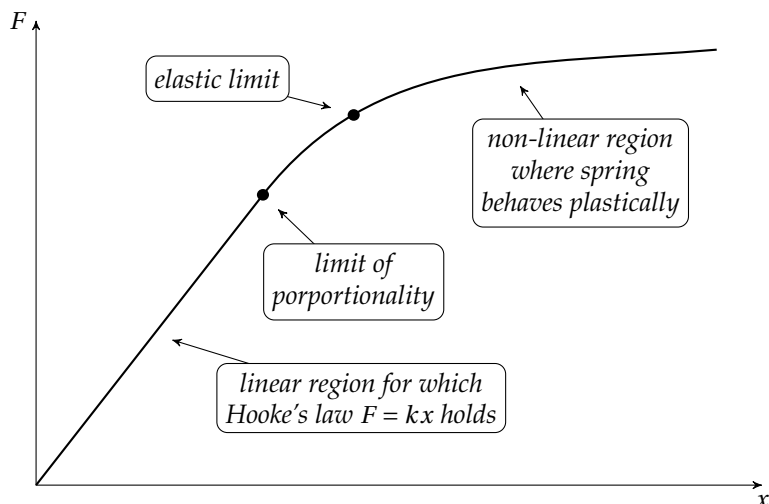 F
elastic limit
non-linear region
where spring
behaves plastically
limit of
porportionality
linear region for which
Hooke's law F = kx holds
x